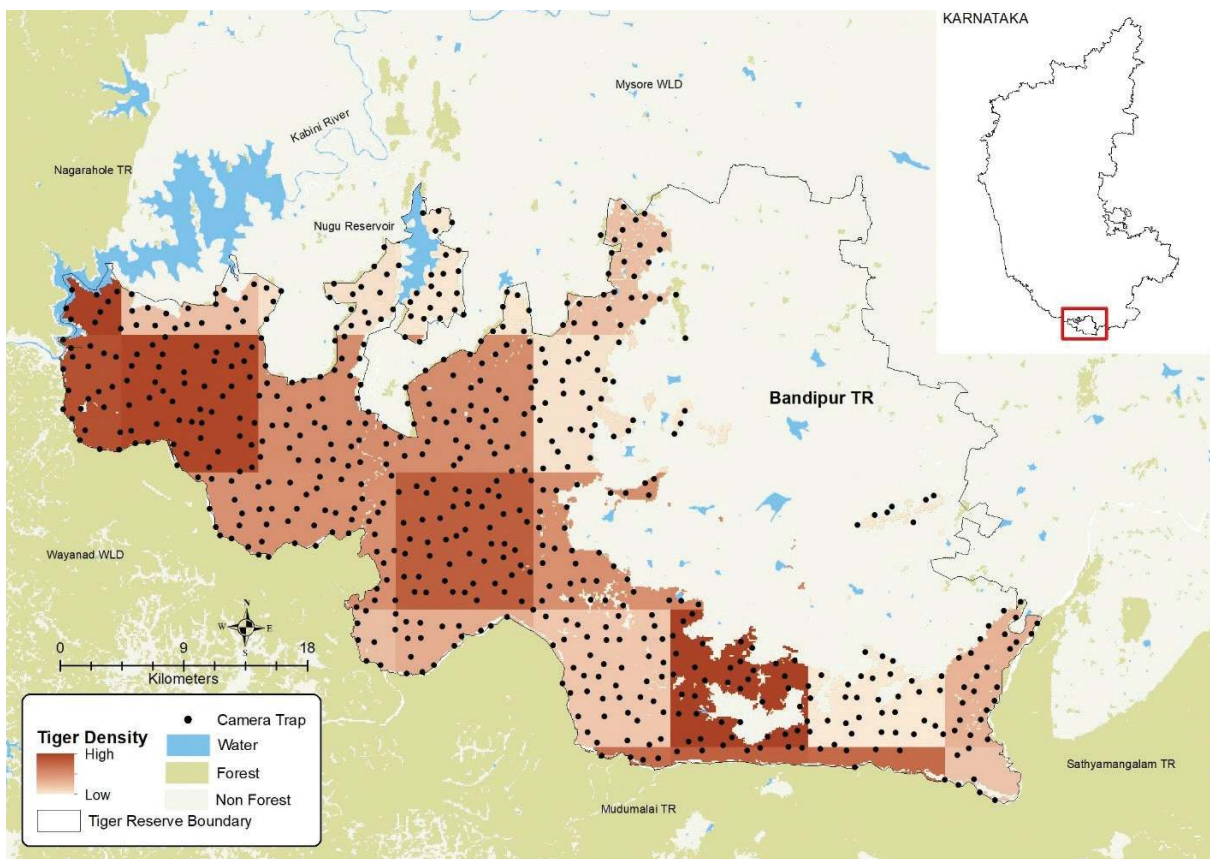 KARNATAKA
Mysore WLD
Kabini River
Nagarahole TR
Nugu Reservoir
Bandipur TR
Wayanad WLD
N
W E
S
0 9 18
Kilometers
Tiger Density
High
Low
Camera Trap
Water
Forest
Non Forest
Tiger Reserve Boundary
Mudumalai TR
Sathyamangalam TR